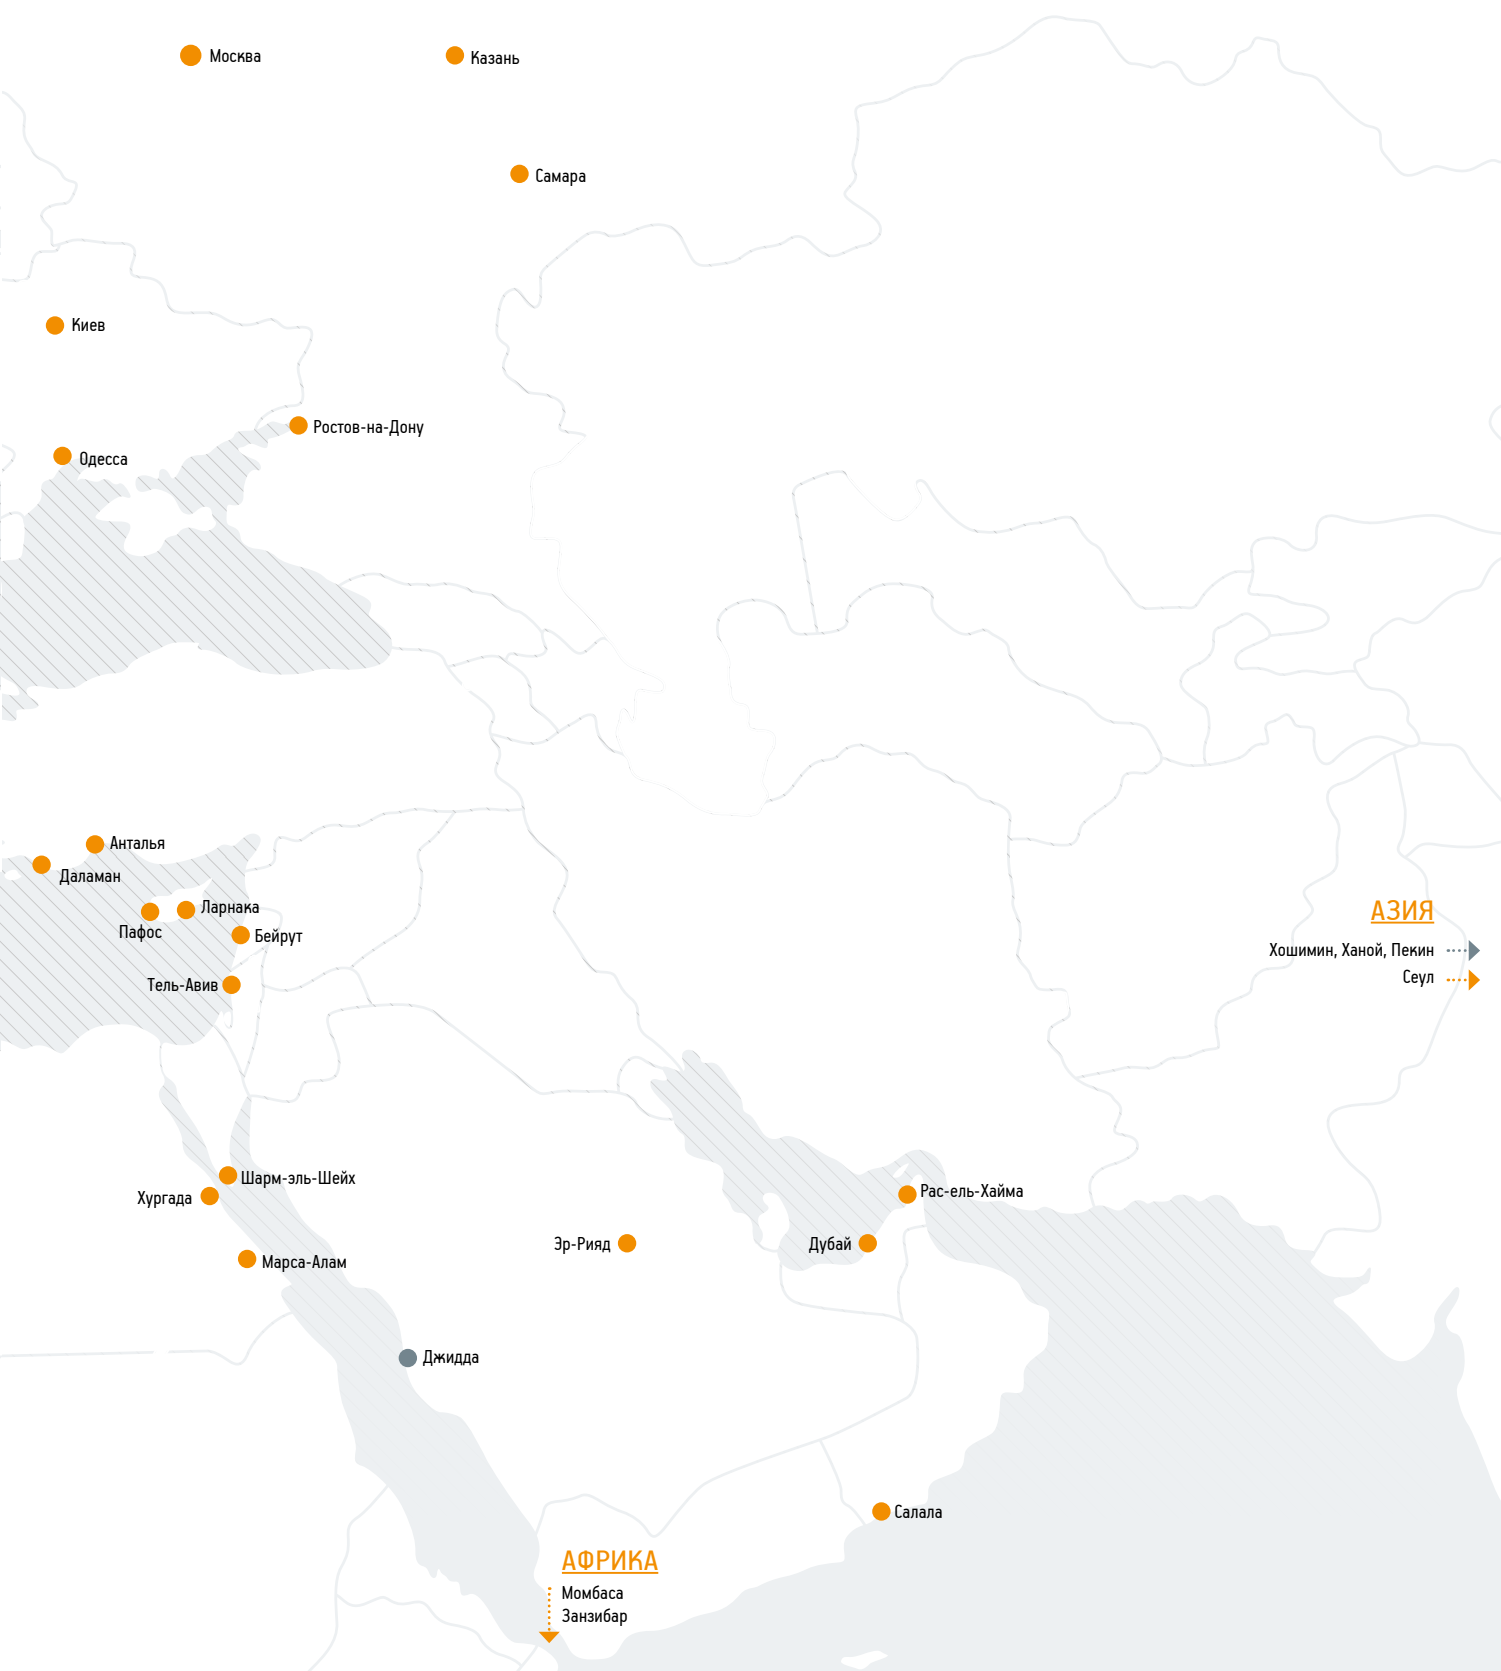 Москва
Казань
Самара
Киев
Ростов-на-Дону
Одесса
Анталья
Даламан
Ларнака
Пафос
Бейрут
Тель-Авив
АЗИЯ
Хошимин, Ханой, Пекин
Сеул
Шарм-эль-Шейх
Хургада
Рас-ель-Хайма
Эр-Рияд
Дубай
Марса-Алам
Джидда
Салала
АФРИКА
Момбаса
Занзибар